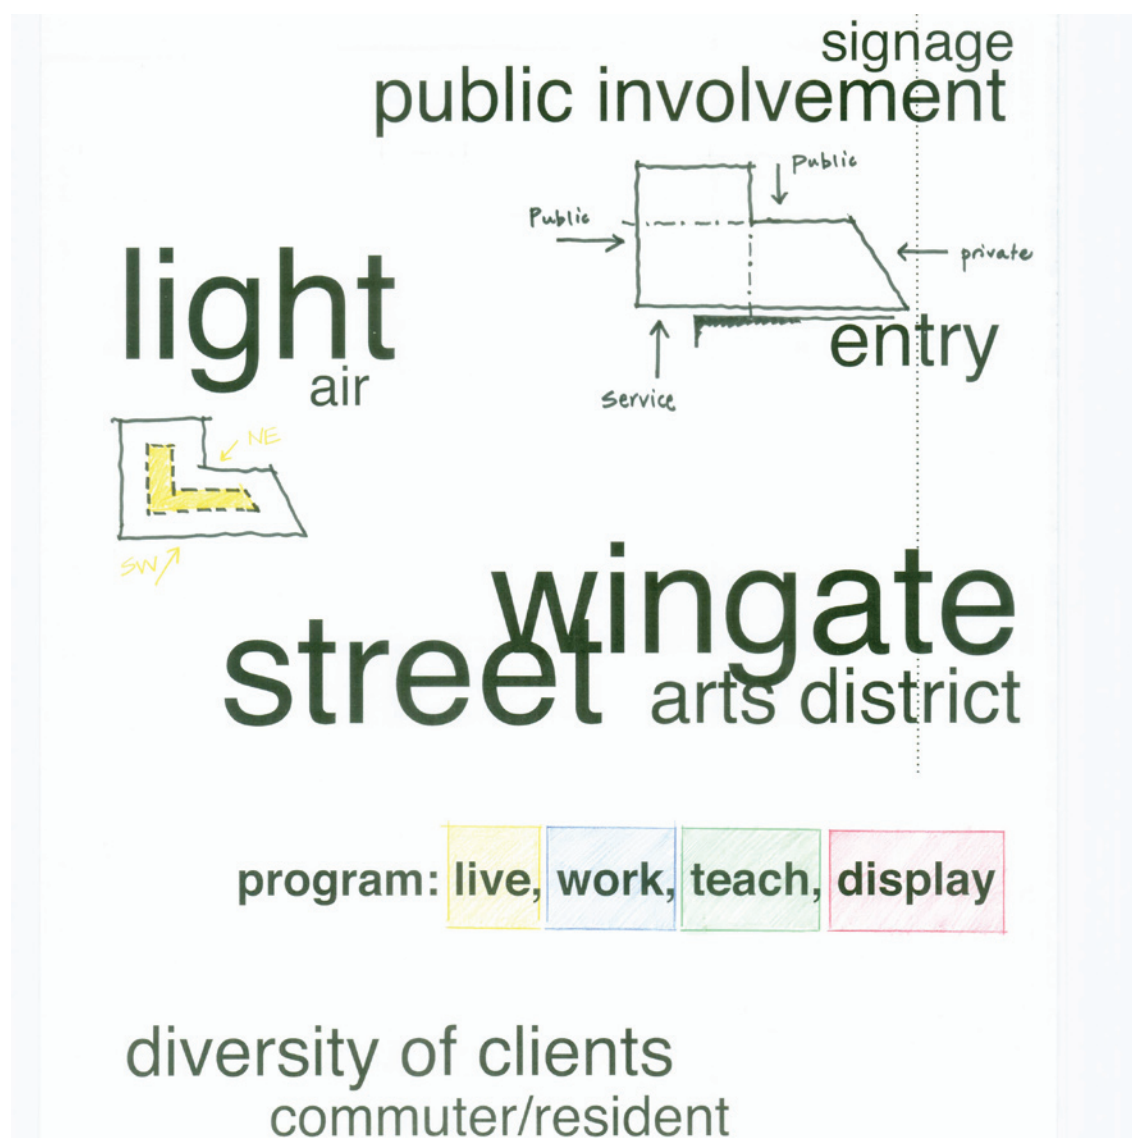 signage
public involvement
Public
Public
private
light
entry
air
Service
NE
SW
wingate
street
arts district
program: live, work, teach, display
diversity of clients
commuter/resident